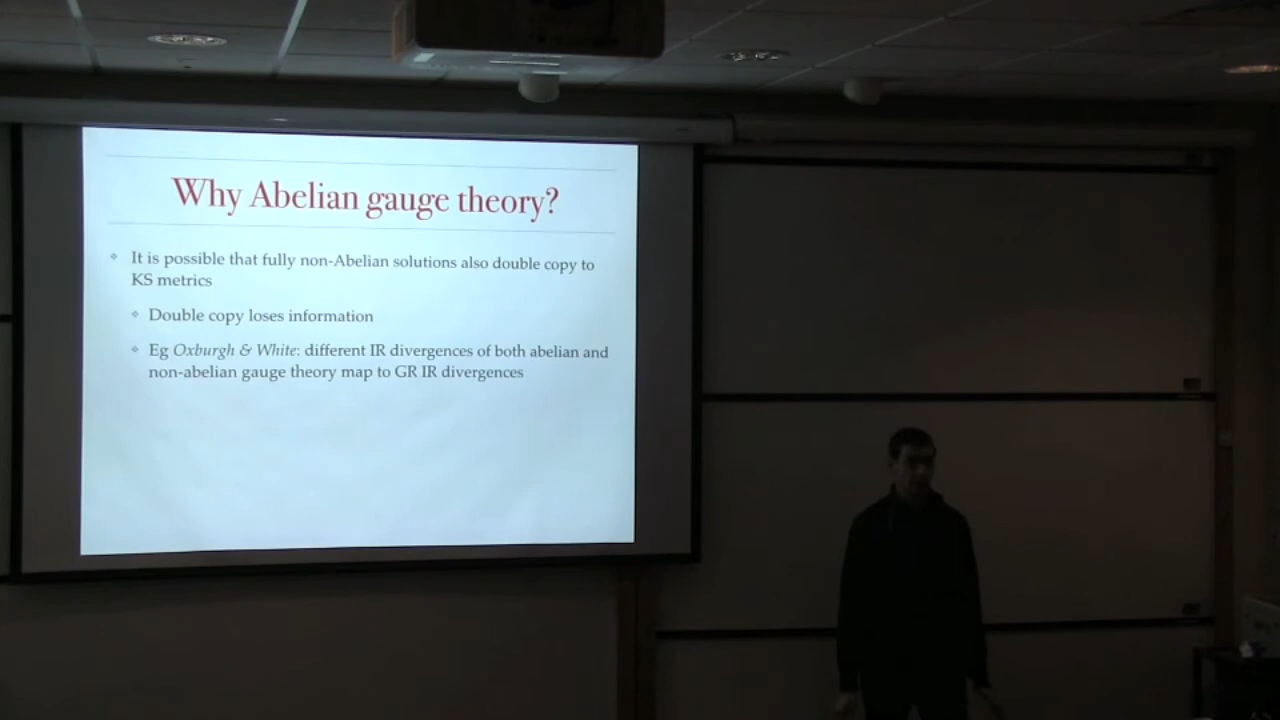 Why Abelian gauge theory?
It is possible that fully non-Abelian solutions also double copy to
KS metrics
Double copy loses information
Eg Oxburgh & White: different IR divergences of both abelian and
non-abelian gauge theory map to GR IR divergences